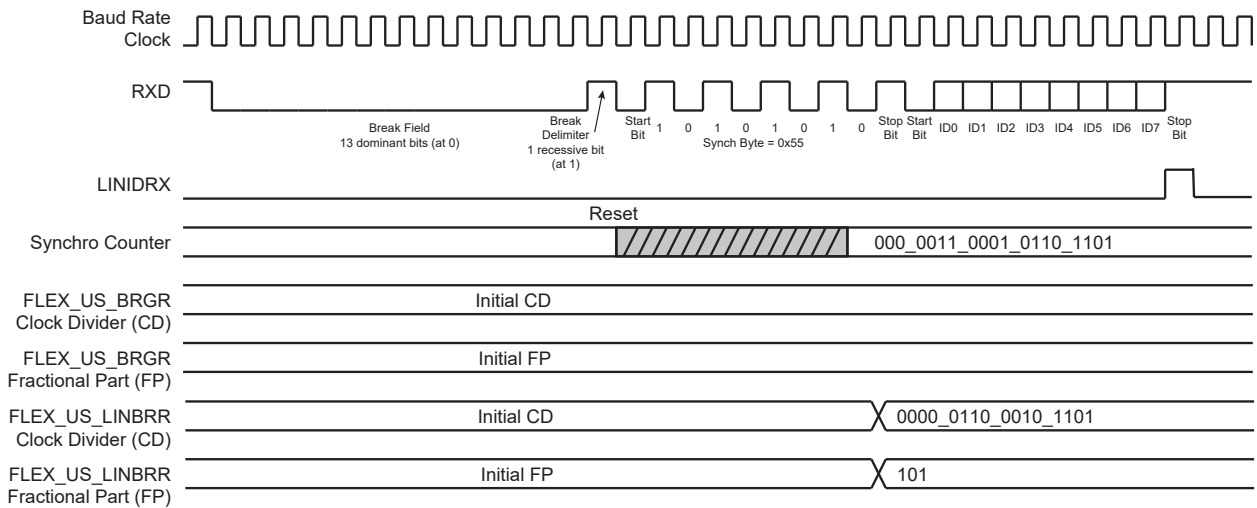 Baud Rate
Clock
RXD
Break Field
13 dominant bits (at 0)
Break
Delimiter
1 recessive bit
(at 1)
Start
Bit
1 0 1 0 1 0 1 0
Synch Byte = 0x55
Stop
Bit
Start
Bit
ID0 ID1 ID2 ID3 ID4 ID5 ID6 ID7
Stop
Bit
LINIDRX
Reset
Synchro Counter
000_0011_0001_0110_1101
FLEX_US_BRGR
Clock Divider (CD)
Initial CD
FLEX_US_BRGR
Fractional Part (FP)
Initial FP
FLEX_US_LINBRR
Clock Divider (CD)
Initial CD
0000_0110_0010_1101
FLEX_US_LINBRR
Fractional Part (FP)
Initial FP
101